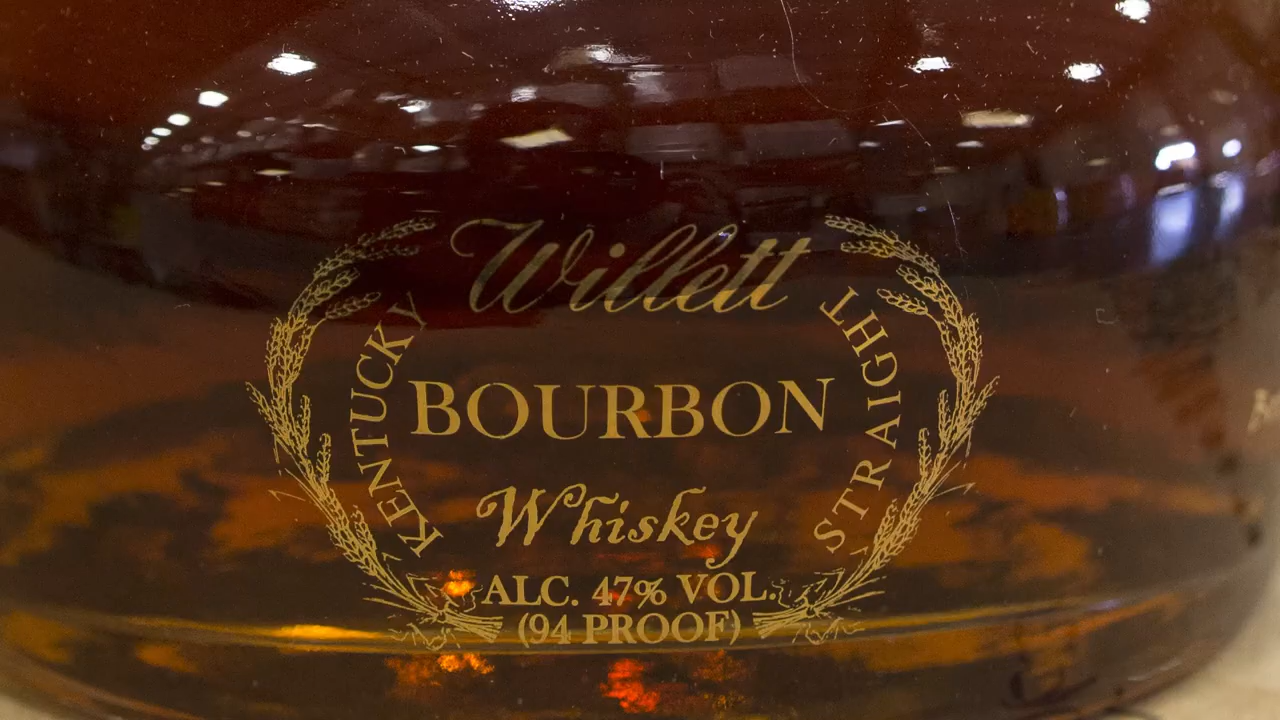 Willett
KENTUCKY
STRAIGHT
BOURBON
Whiskey
ALC. 47% VOL.
(94 PROOF)